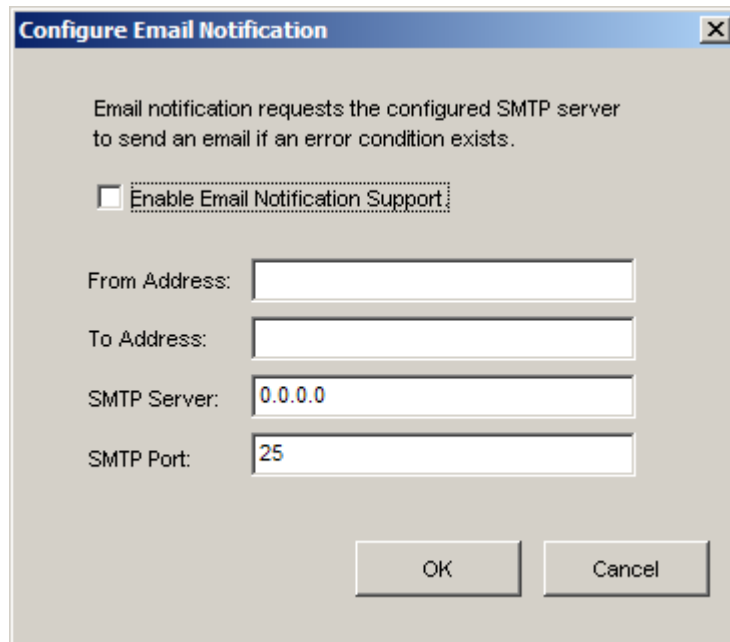 Configure Email Notification
Email notification requests the configured SMTP server
to send an email if an error condition exists.
Enable Email Notification Support.
From Address:
To Address:
SMTP Server: 0.0.0.0
SMTP Port: 25
OK Cancel